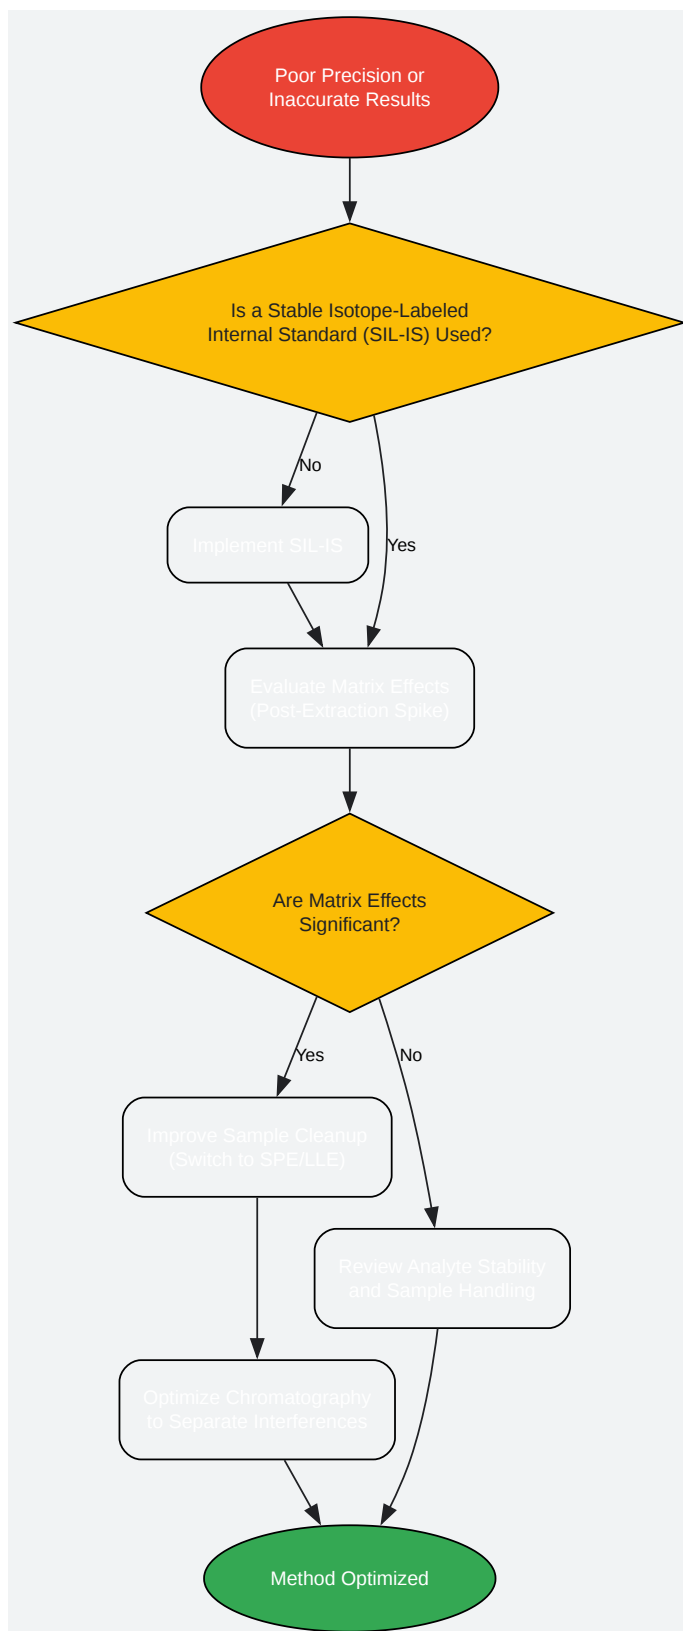 Poor Precision or
Inaccurate Results
Is a Stable Isotope-Labeled
Internal Standard (SIL-IS) Used?
No
Implement SIL-IS
Yes
Evaluate Matrix Effects
(Post-Extraction Spike)
Are Matrix Effects
Significant?
Yes
No
Improve Sample Cleanup
(Switch to SPE/LLE)
Review Analyte Stability
and Sample Handling
Optimize Chromatography
to Separate Interferences
Method Optimized